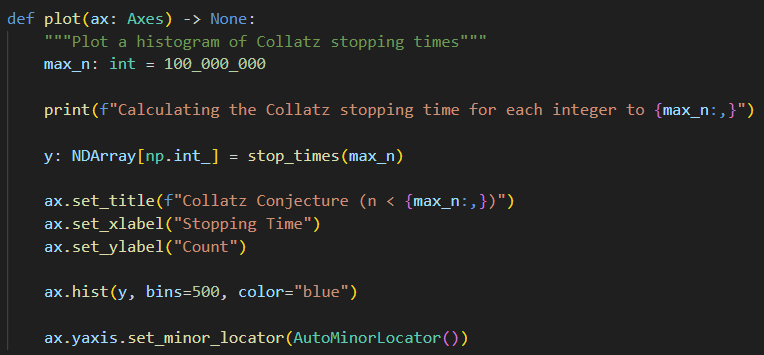 def plot(ax: Axes) -> None:
    """Plot a histogram of Collatz stopping times"""
    max_n: int = 100_000_000

    print(f"Calculating the Collatz stopping time for each integer to {max_n:,}")

    y: NDArray[np.int_] = stop_times(max_n)

    ax.set_title(f"Collatz Conjecture (n < {max_n:,})")
    ax.set_xlabel("Stopping Time")
    ax.set_ylabel("Count")

    ax.hist(y, bins=500, color="blue")

    ax.yaxis.set_minor_locator(AutoMinorLocator())